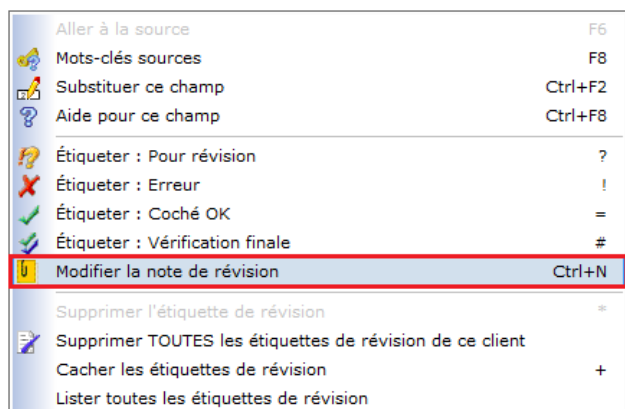 Aller à la source F6
Mots-clés sources F8
Substituer ce champ Ctrl+F2
Aide pour ce champ Ctrl+F8
Étiqueter : Pour révision ?
Étiqueter : Erreur !
Étiqueter : Coché OK =
Étiqueter : Vérification finale #
Modifier la note de révision Ctrl+N
Supprimer l'étiquette de révision *
Supprimer TOUTES les étiquettes de révision de ce client
Cacher les étiquettes de révision +
Lister toutes les étiquettes de révision